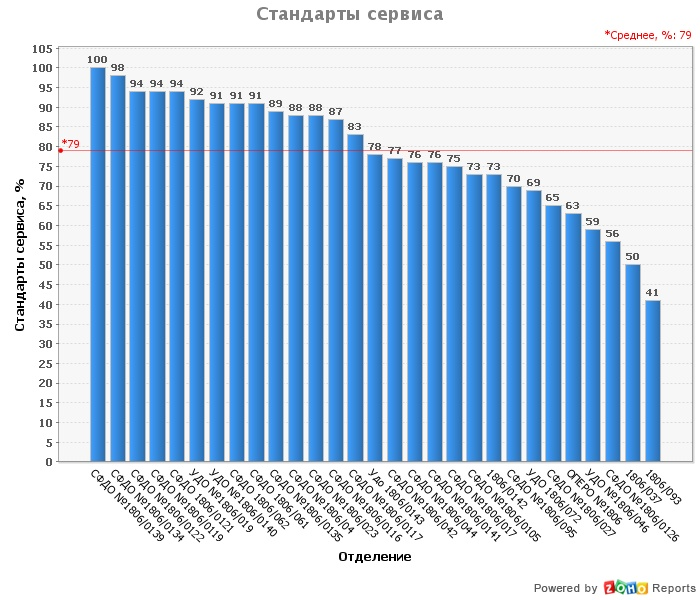 Стандарты сервиса
*Среднее, %: 79
Стандарты сервиса, %
105
100
95
90
85
80
75
70
65
60
55
50
45
40
35
30
25
20
15
10
5
0
*79
100
98
94
94
94
92
91
91
91
89
88
88
87
83
78
77
76
76
75
73
73
70
69
65
63
59
56
50
41
СФДО №1806/0139
СФДО №1806/0134
СФДО №1806/0122
СФДО №1806/0119
СФДО 1806/0121
УДО №1806/019
УДО №1806/0140
СФДО 1806/062
СФДО 1806/061
СФДО №1806/0135
СФДО №1806/04
СФДО №1806/023
СФДО №1806/0116
СФДО №1806/0117
Удо 1806/0143
СФДО №1806/042
СФДО №1806/044
СФДО №1806/0141
СФДО №1806/017
СФДО №1806/0105
1806/0142
СФДО №1806/095
УДО 1806/072
СФДО №1806/027
ОПЕРО №1806
УДО №1806/046
СФДО №1806/0126
1806/037
1806/093
Отделение
Powered by ZOHO Reports